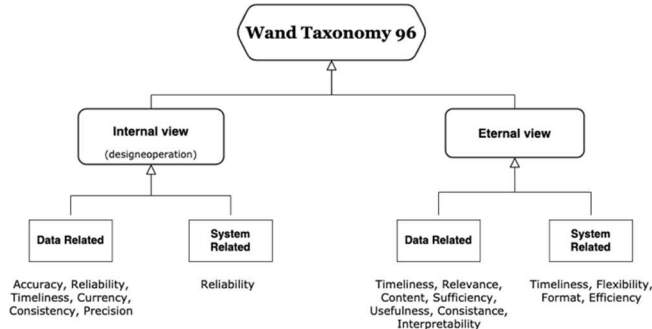 Wand Taxonomy 96
Internal view
(designeoperation)
Eternal view
Data Related
System
Related
Data Related
System
Related
Accuracy, Reliability,
Timeliness, Currency,
Consistency, Precision
Reliability
Timeliness, Relevance,
Content, Sufficiency,
Usefulness, Consistance,
Interpretability
Timeliness, Flexibility,
Format, Efficiency